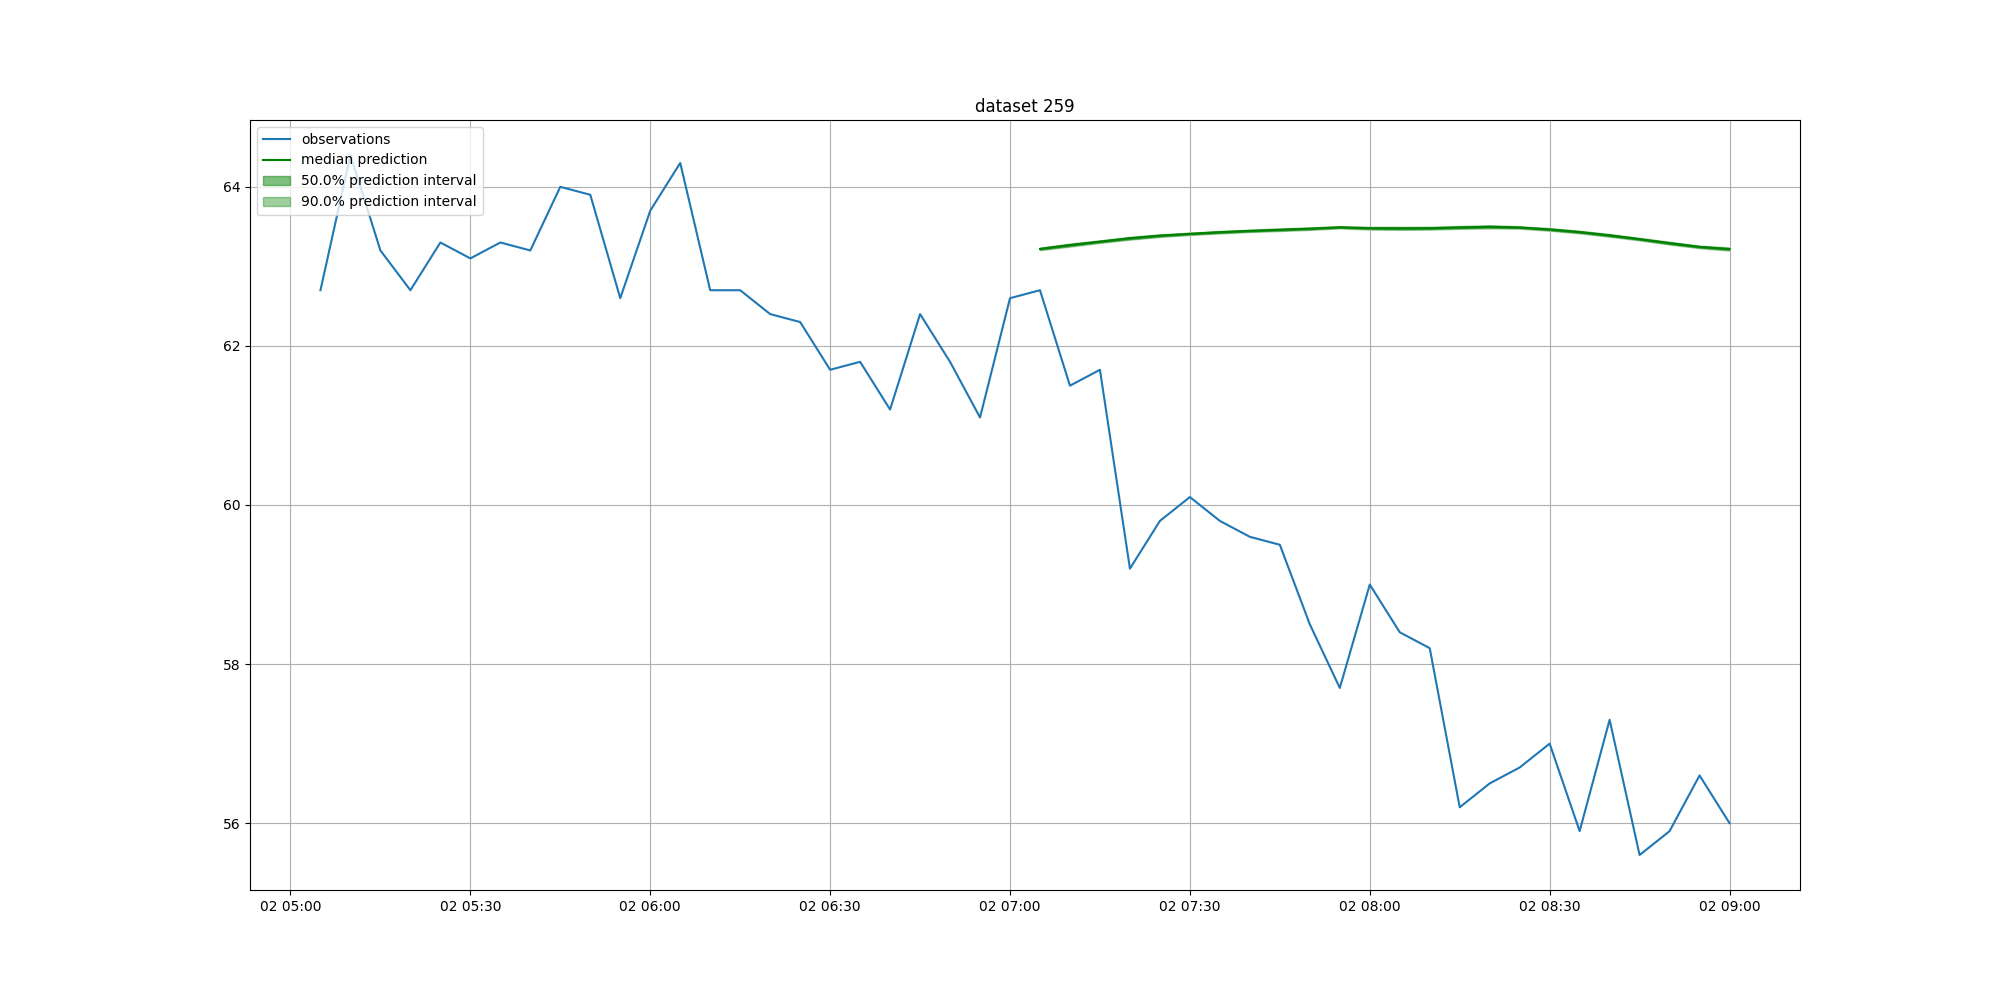 dataset 259
observations
median prediction
50.0% prediction interval
90.0% prediction interval
64
62
60
58
56
02 05:00 02 05:30 02 06:00 02 06:30 02 07:00 02 07:30 02 08:00 02 08:30 02 09:00